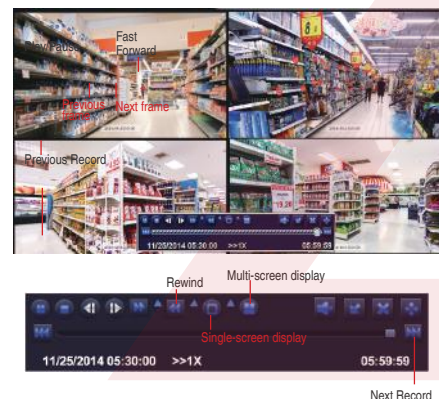 Play/Pause
Fast
Forward
Previous
frame
Next frame
Previous Record
11/25/2014 05:30:00 >>1X 05:59:59
Rewind
Multi-screen display
Single-screen display
11/25/2014 05:30:00 >>1X 05:59:59
Next Record